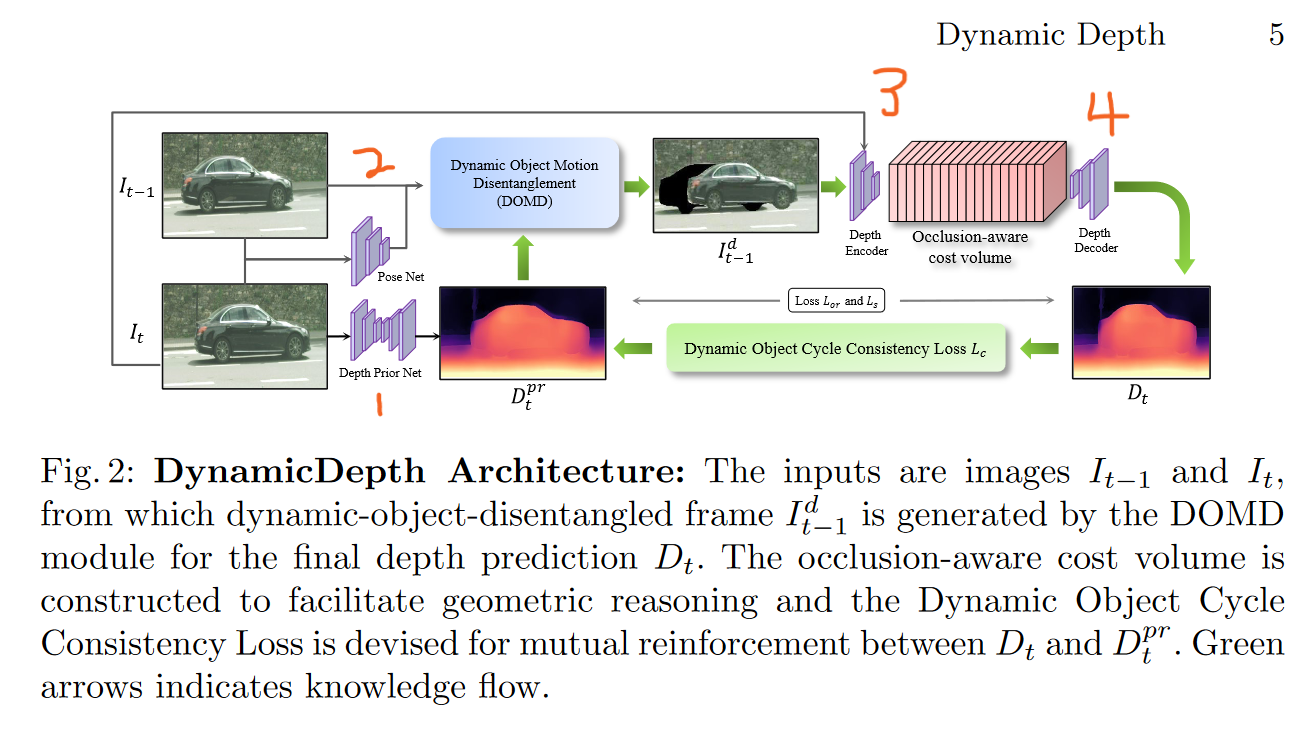 Dynamic Depth 5
3
4
2
I_{t−1}
Dynamic Object Motion
Disentanglement
(DOMD)
I^d_{t−1}
Depth
Encoder
Occlusion-aware
cost volume
Depth
Decoder
Pose Net
I_t
Depth Prior Net
1
D^{pr}_t
Loss L_{or} and L_s
Dynamic Object Cycle Consistency Loss L_c
D_t
Fig. 2: DynamicDepth Architecture: The inputs are images I_{t−1} and I_t,
from which dynamic-object-disentangled frame I^d_{t−1} is generated by the DOMD
module for the final depth prediction D_t. The occlusion-aware cost volume is
constructed to facilitate geometric reasoning and the Dynamic Object Cycle
Consistency Loss is devised for mutual reinforcement between D_t and D^{pr}_t. Green
arrows indicates knowledge flow.